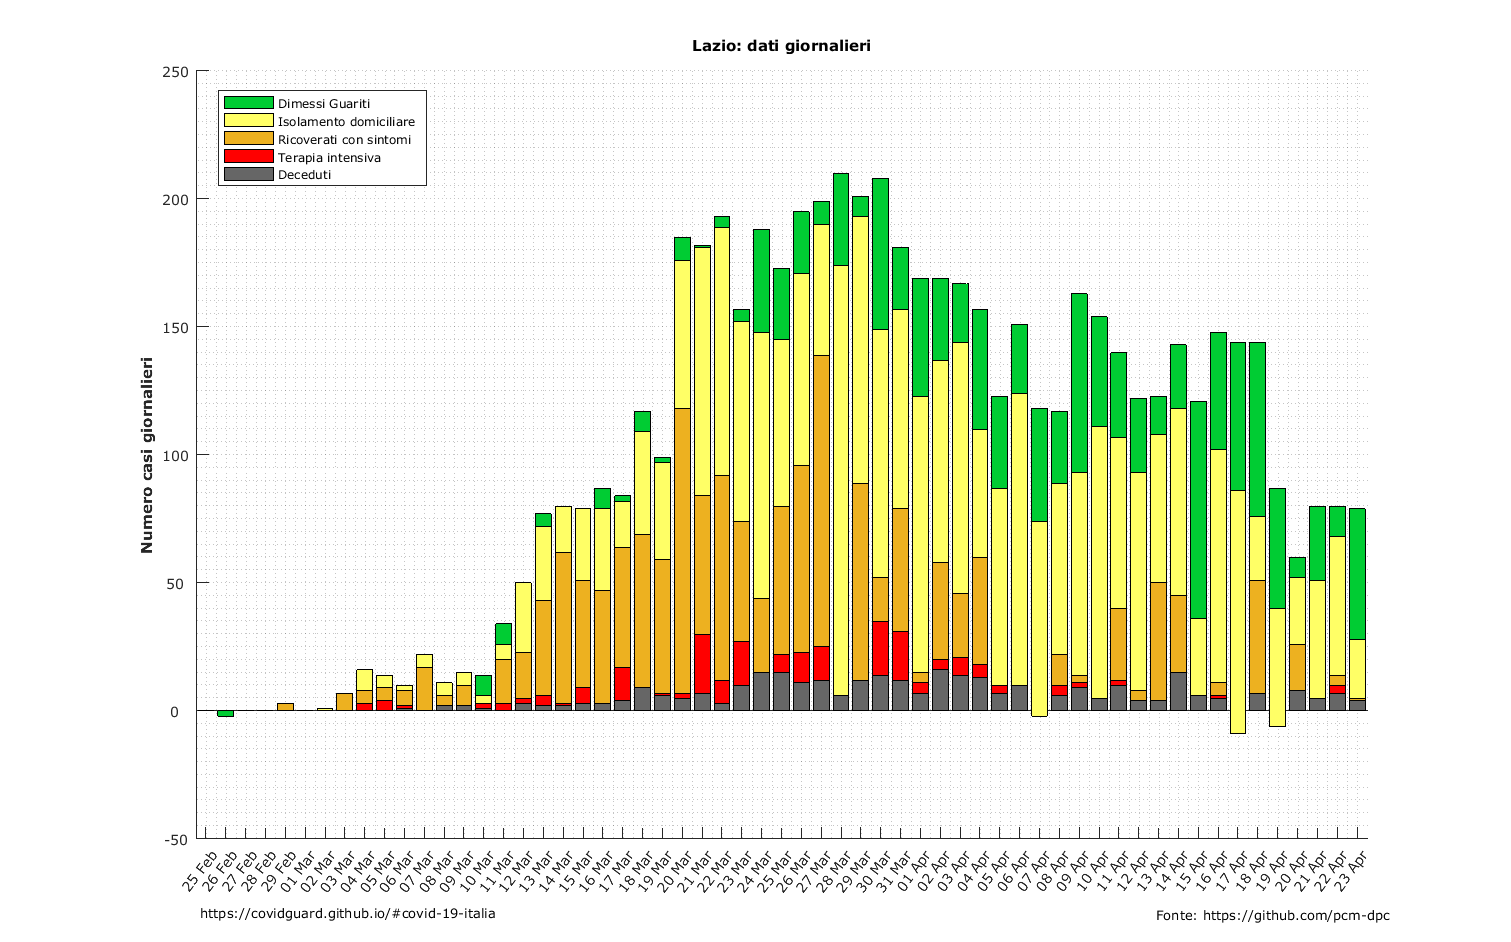 Lazio: dati giornalieri
250
200
150
100
50
0
-50
Numero casi giornalieri
Dimessi Guariti
Isolamento domiciliare
Ricoverati con sintomi
Terapia intensiva
Deceduti
25 Feb
26 Feb
27 Feb
28 Feb
29 Feb
01 Mar
02 Mar
03 Mar
04 Mar
05 Mar
06 Mar
07 Mar
08 Mar
09 Mar
10 Mar
11 Mar
12 Mar
13 Mar
14 Mar
15 Mar
16 Mar
17 Mar
18 Mar
19 Mar
20 Mar
21 Mar
22 Mar
23 Mar
24 Mar
25 Mar
26 Mar
27 Mar
28 Mar
29 Mar
30 Mar
31 Mar
01 Apr
02 Apr
03 Apr
04 Apr
05 Apr
06 Apr
07 Apr
08 Apr
09 Apr
10 Apr
11 Apr
12 Apr
13 Apr
14 Apr
15 Apr
16 Apr
17 Apr
18 Apr
19 Apr
20 Apr
21 Apr
22 Apr
23 Apr
https://covidguard.github.io/#covid-19-italia
Fonte: https://github.com/pcm-dpc